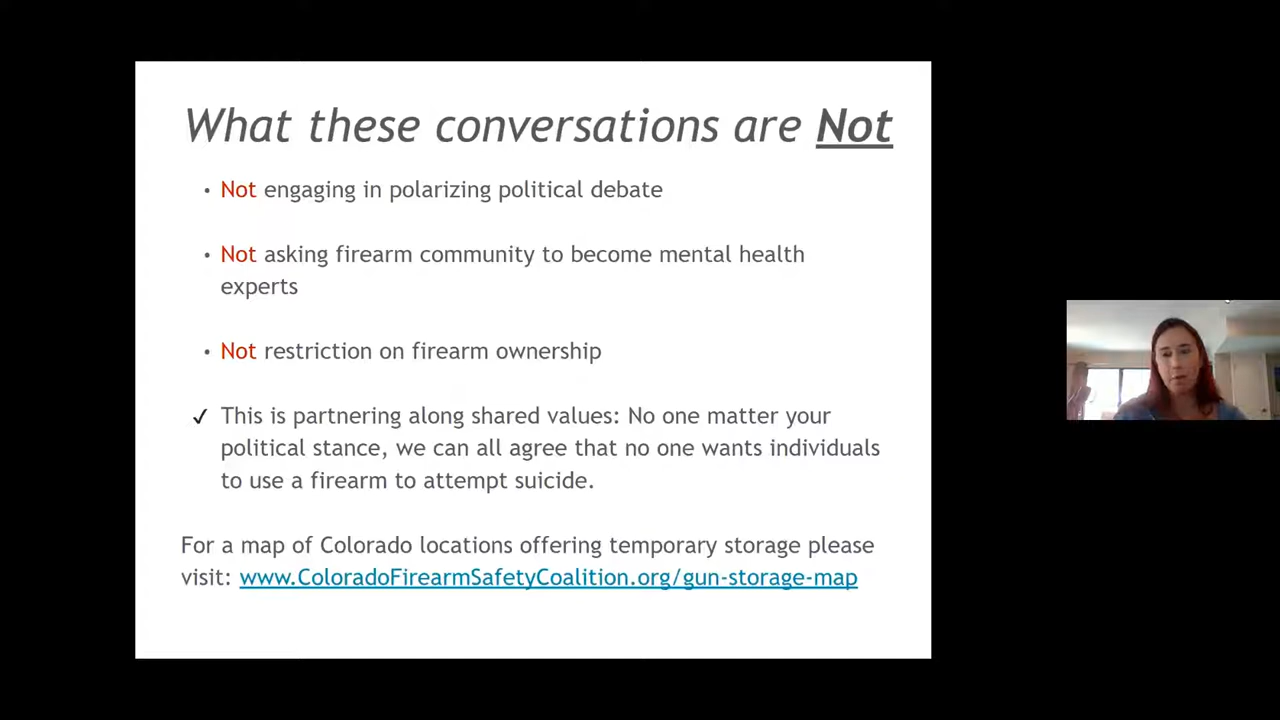 What these conversations are Not
• Not engaging in polarizing political debate
• Not asking firearm community to become mental health
experts
• Not restriction on firearm ownership
✓ This is partnering along shared values: No one matter your
political stance, we can all agree that no one wants individuals
to use a firearm to attempt suicide.
For a map of Colorado locations offering temporary storage please
visit: www.ColoradoFirearmSafetyCoalition.org/gun-storage-map